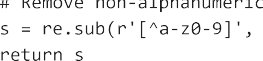 # Remove non-alphanumeric
s = re.sub(r'[^a-z0-9]',
return s